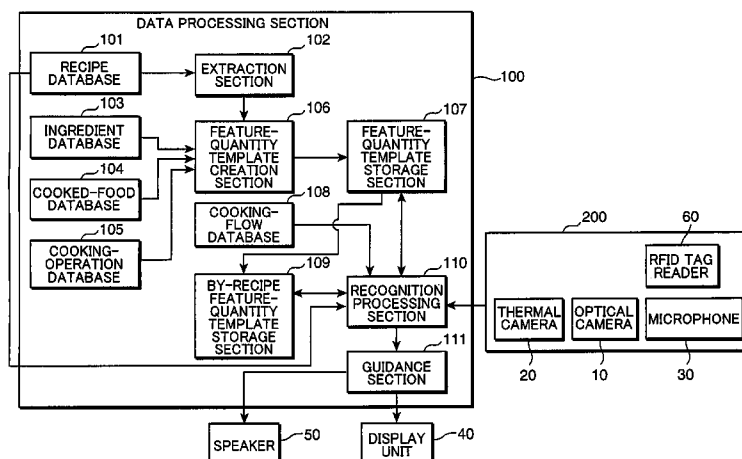 DATA PROCESSING SECTION
101
RECIPE
DATABASE
102
EXTRACTION
SECTION
100
103
INGREDIENT
DATABASE
106
FEATURE-
QUANTITY
TEMPLATE
CREATION
SECTION
107
FEATURE-
QUANTITY
TEMPLATE
STORAGE
SECTION
104
COOKED-FOOD
DATABASE
108
COOKING-
FLOW
DATABASE
105
COOKING-
OPERATION
DATABASE
109
BY-RECIPE
FEATURE-
QUANTITY
TEMPLATE
STORAGE
SECTION
110
RECOGNITION
PROCESSING
SECTION
111
GUIDANCE
SECTION
200
60
RFID TAG
READER
THERMAL
CAMERA
20
OPTICAL
CAMERA
10
MICROPHONE
30
SPEAKER
50
DISPLAY
UNIT
40